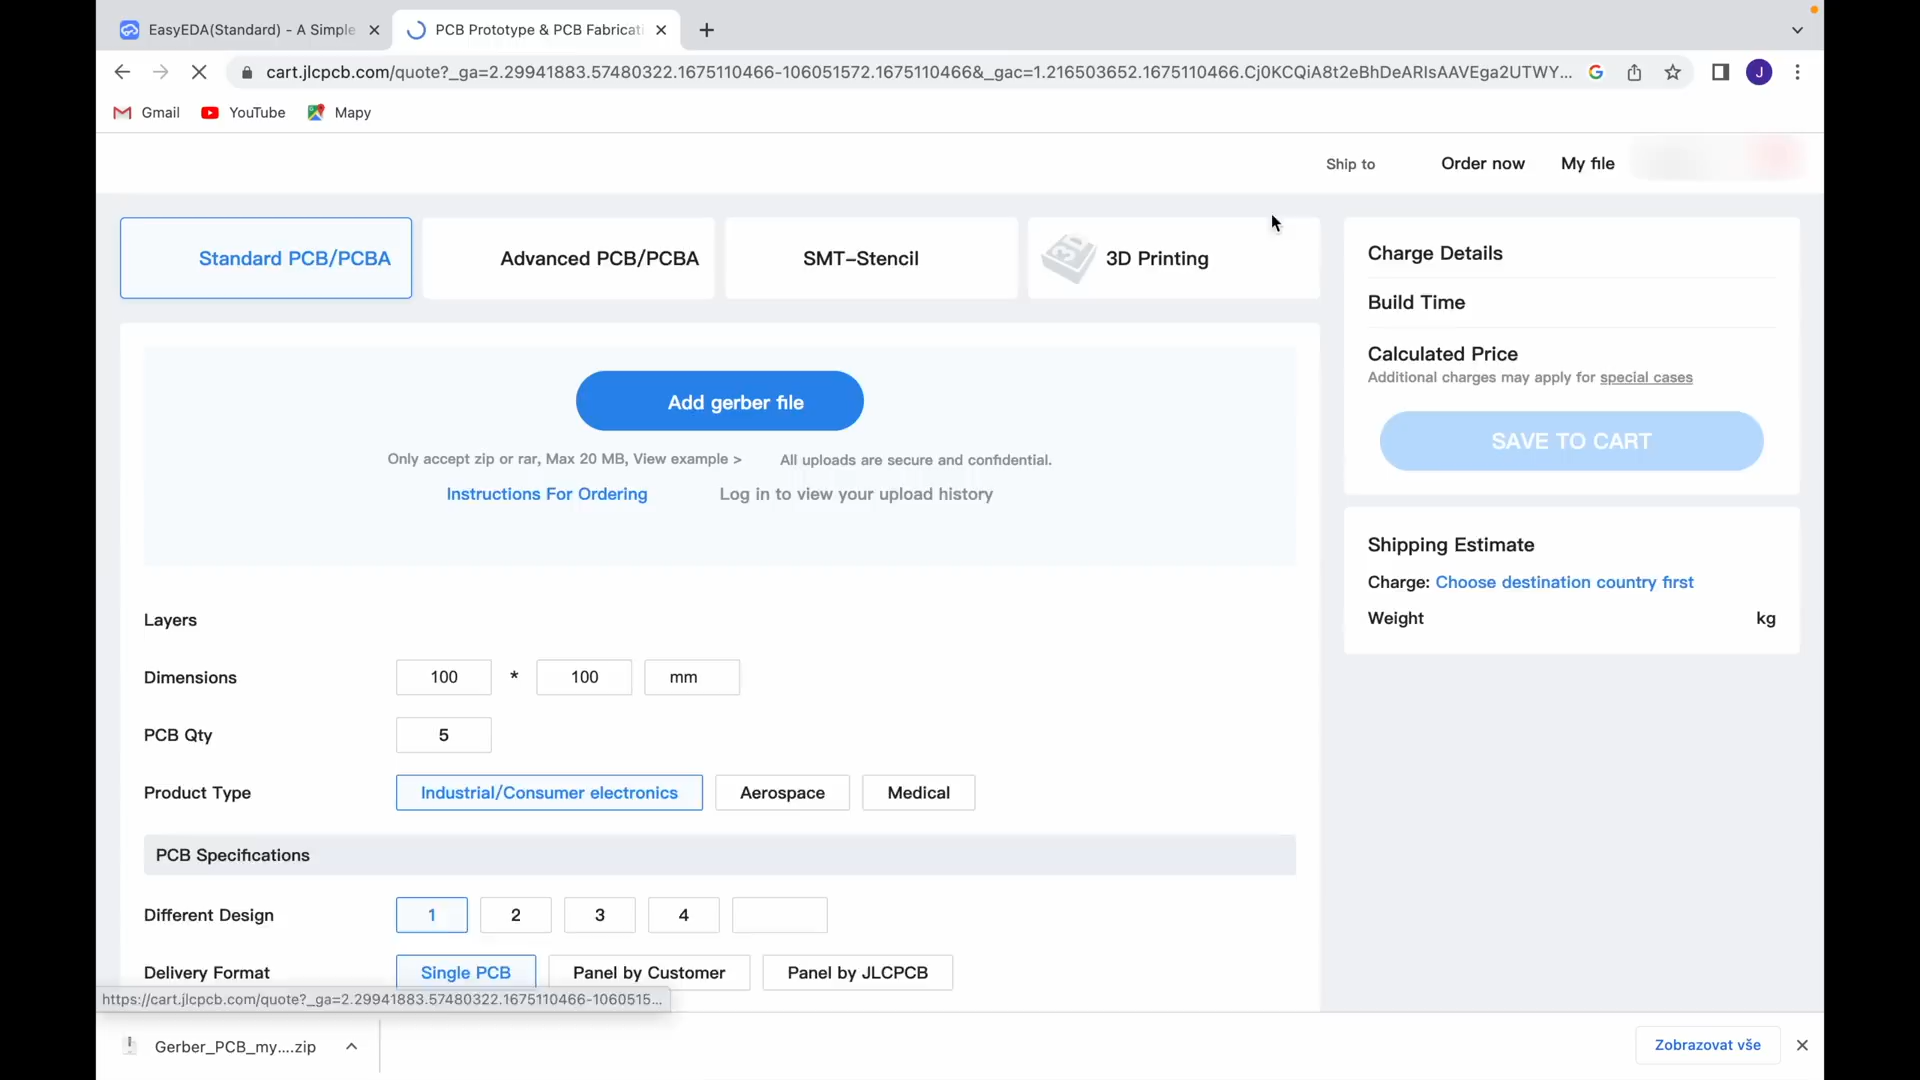 EasyEDA(Standard) - A Simple
PCB Prototype & PCB Fabricati
cart.jlcpcb.com/quote?_ga=2.29941883.57480322.1675110466-106051572.1675110466&_gac=1.216503652.1675110466.Cj0KCQiA8t2eBhDeARIsAAVEga2UTWY...
J
Gmail YouTube Mapy
Ship to Order now My file
Standard PCB/PCBA
Advanced PCB/PCBA
SMT-Stencil
3D Printing
Add gerber file
Only accept zip or rar, Max 20 MB, View example > All uploads are secure and confidential.
Instructions For Ordering Log in to view your upload history
Layers
Dimensions 100 * 100 mm
PCB Qty 5
Product Type Industrial/Consumer electronics Aerospace Medical
PCB Specifications
Different Design 1 2 3 4
Delivery Format Single PCB Panel by Customer Panel by JLCPCB
Charge Details
Build Time
Calculated Price
Additional charges may apply for special cases
SAVE TO CART
Shipping Estimate
Charge: Choose destination country first
Weight kg
https://cart.jlcpcb.com/quote?_ga=2.29941883.57480322.1675110466-1060515...
Gerber_PCB_my....zip
Zobrazovat vše